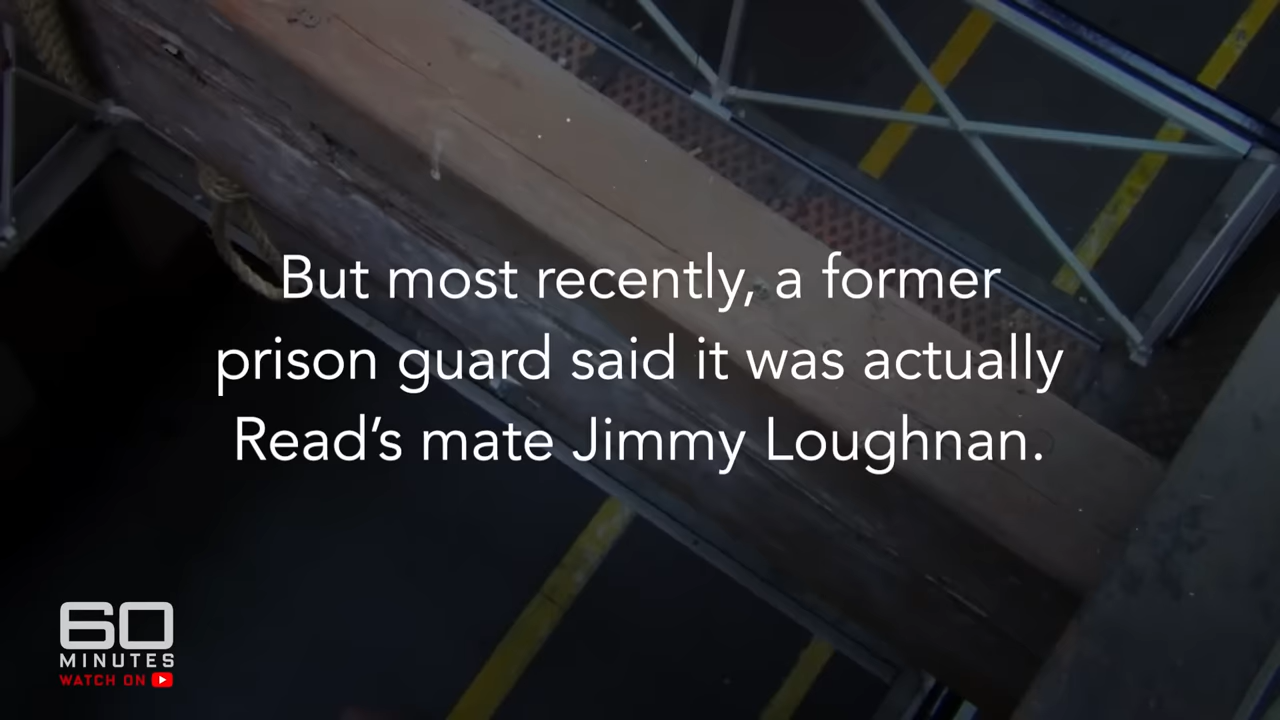 But most recently, a former
prison guard said it was actually
Read's mate Jimmy Loughnan.
60
MINUTES
WATCH ON